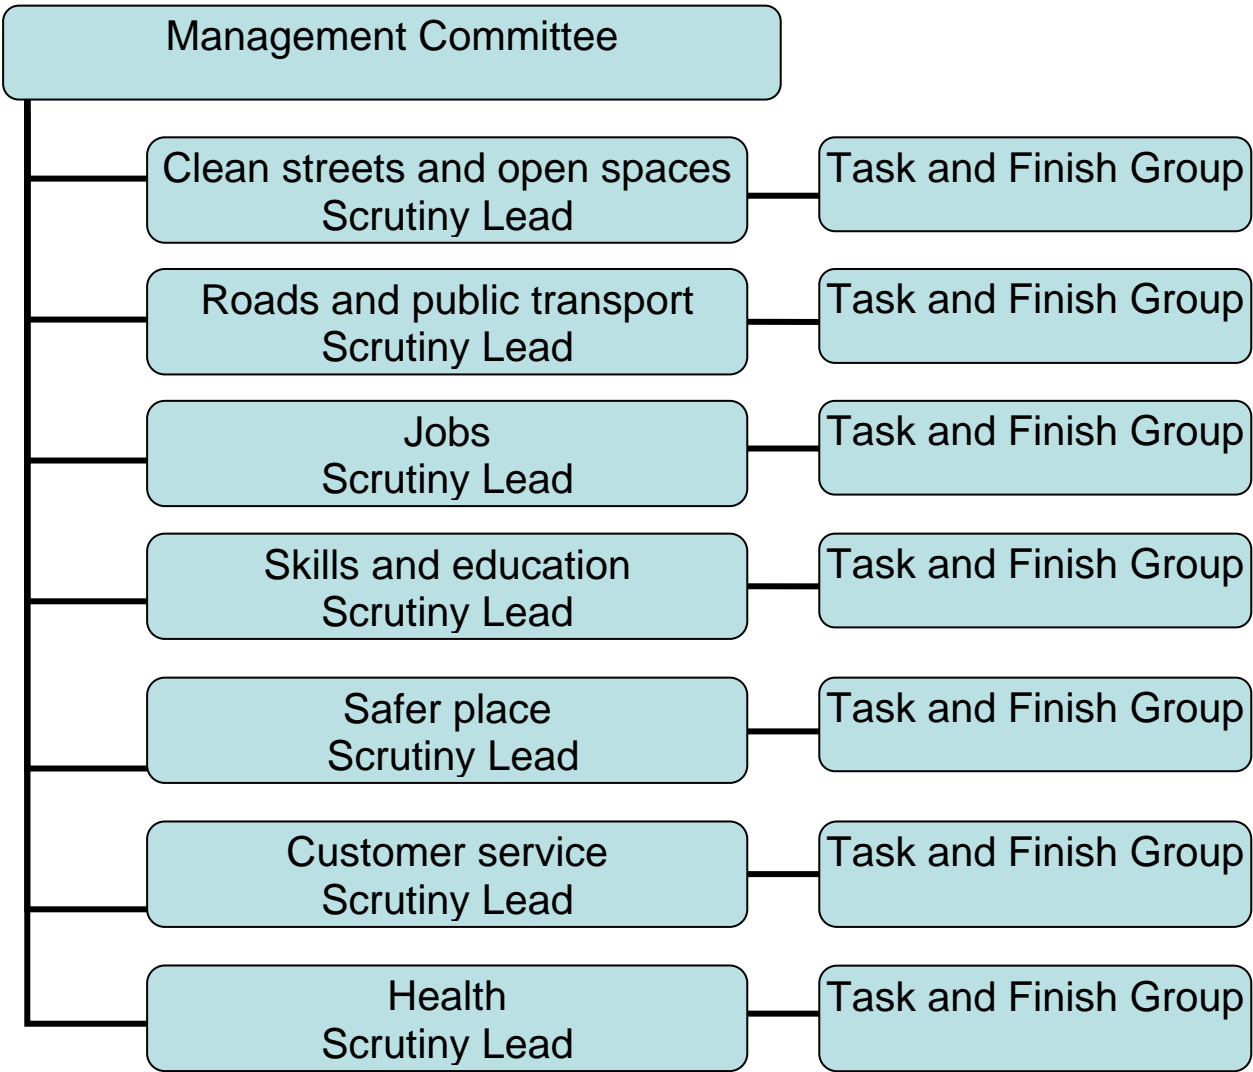 Management Committee
Clean streets and open spaces
Scrutiny Lead
Task and Finish Group
Roads and public transport
Scrutiny Lead
Task and Finish Group
Jobs
Scrutiny Lead
Task and Finish Group
Skills and education
Scrutiny Lead
Task and Finish Group
Safer place
Scrutiny Lead
Task and Finish Group
Customer service
Scrutiny Lead
Task and Finish Group
Health
Scrutiny Lead
Task and Finish Group